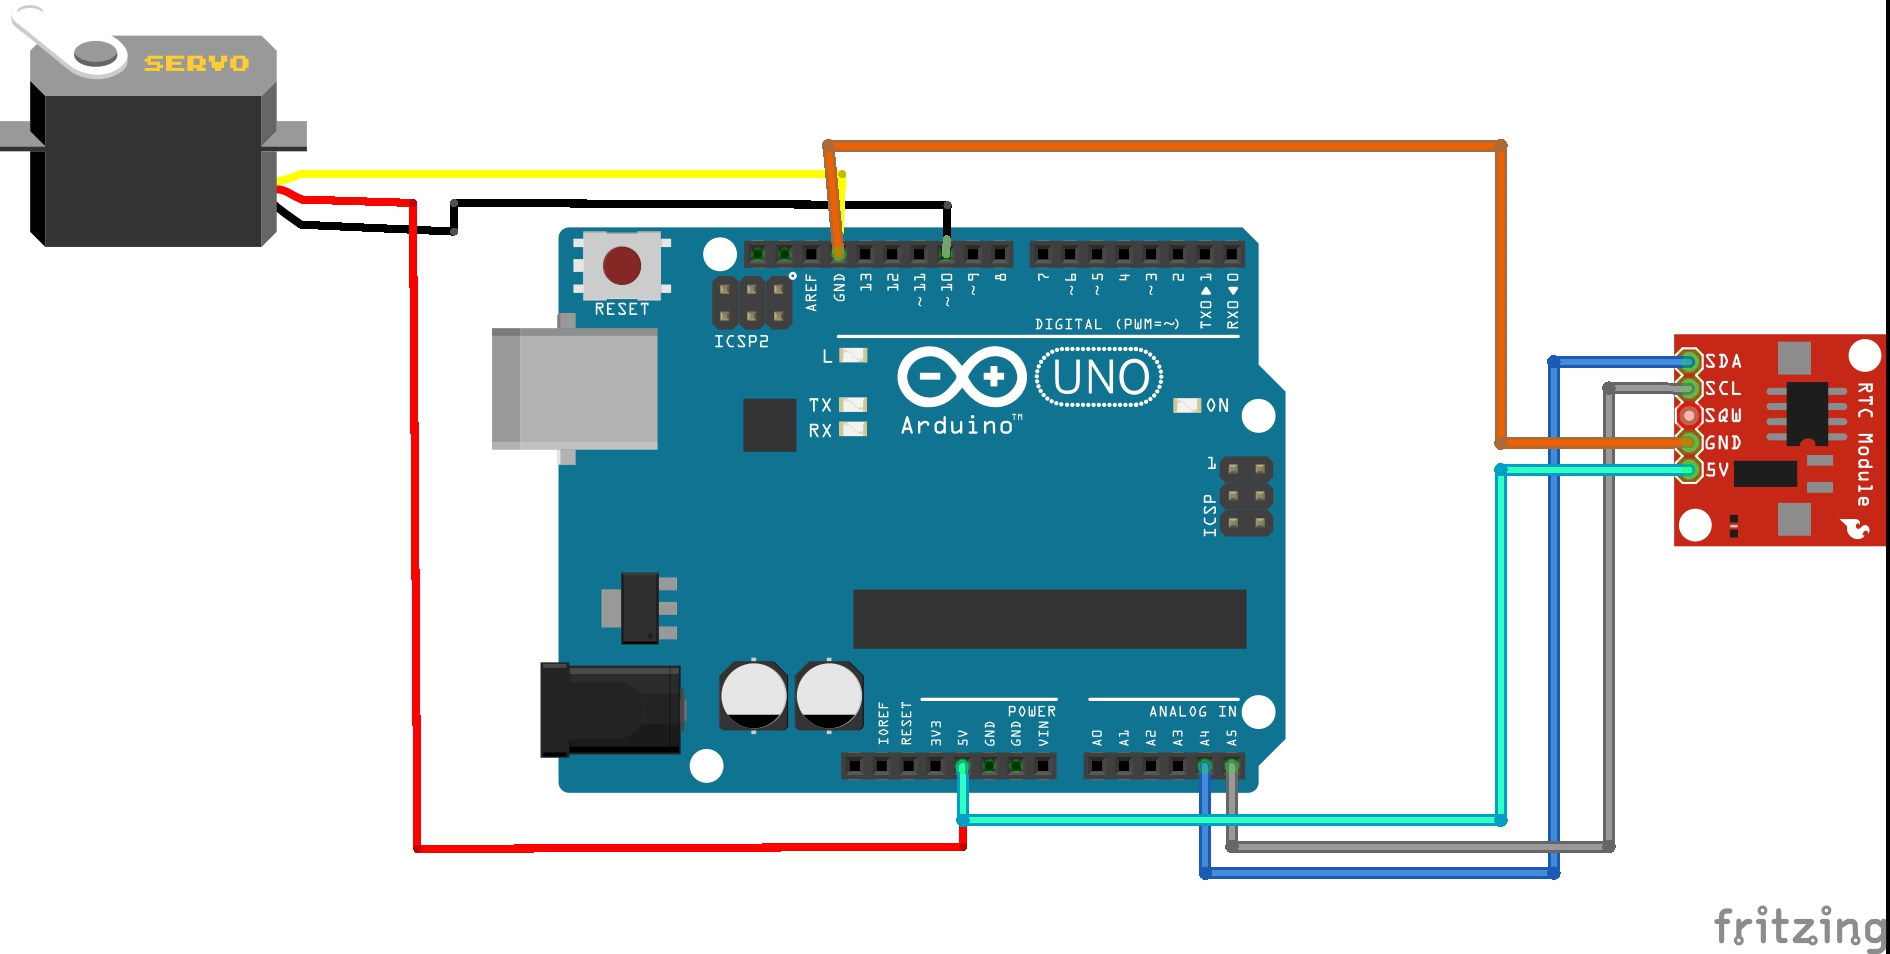 SERVO
RESET
ICSP2
AREF
GND
13
12
~11
~10
~9
8
7
~6
~5
4
~3
2
TX0▶1
RX0◀0
DIGITAL (PWM=~)
L
TX
RX
Arduino™
UNO
ON
1
ICSP
IOREF
RESET
3V3
5V
GND
GND
VIN
POWER
A0
A1
A2
A3
A4
A5
ANALOG IN
SDA
SCL
SQW
GND
5V
RTC Module
fritzing